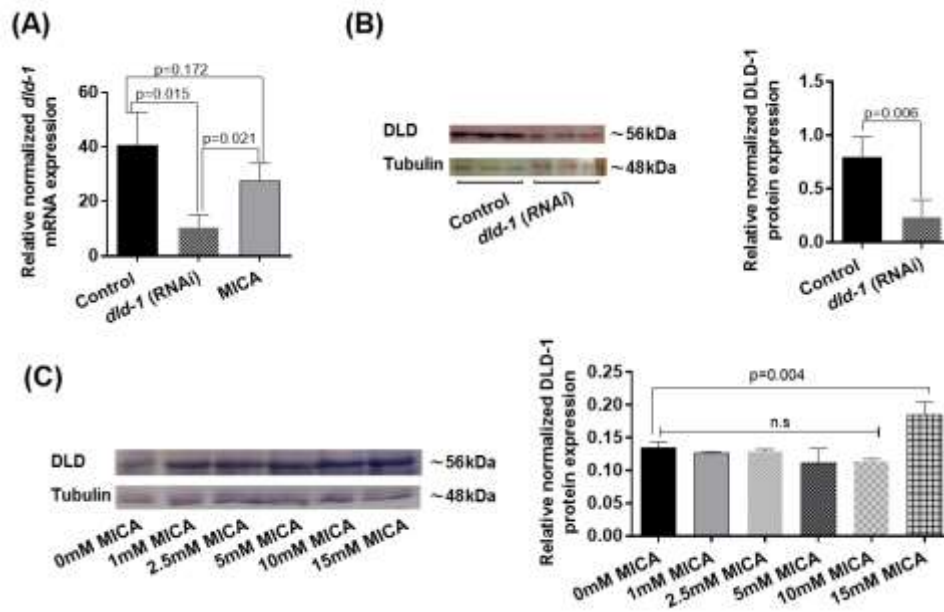 (A)
Relative normalized dld-1
mRNA expression
60
40
20
0
p=0.172
p=0.015
p=0.021
Control
dld-1 (RNAi)
MICA
(B)
DLD
~56kDa
Tubulin
~48kDa
Control
dld-1 (RNAi)
Relative normalized DLD-1
protein expression
1.5
1.0
0.5
0.0
p=0.006
Control
dld-1 (RNAi)
(C)
DLD
~56kDa
Tubulin
~48kDa
0mM MICA
1mM MICA
2.5mM MICA
5mM MICA
10mM MICA
15mM MICA
Relative normalized DLD-1
protein expression
0.25
0.20
0.15
0.10
0.05
0.00
p=0.004
n.s
0mM MICA
1mM MICA
2.5mM MICA
5mM MICA
10mM MICA
15mM MICA